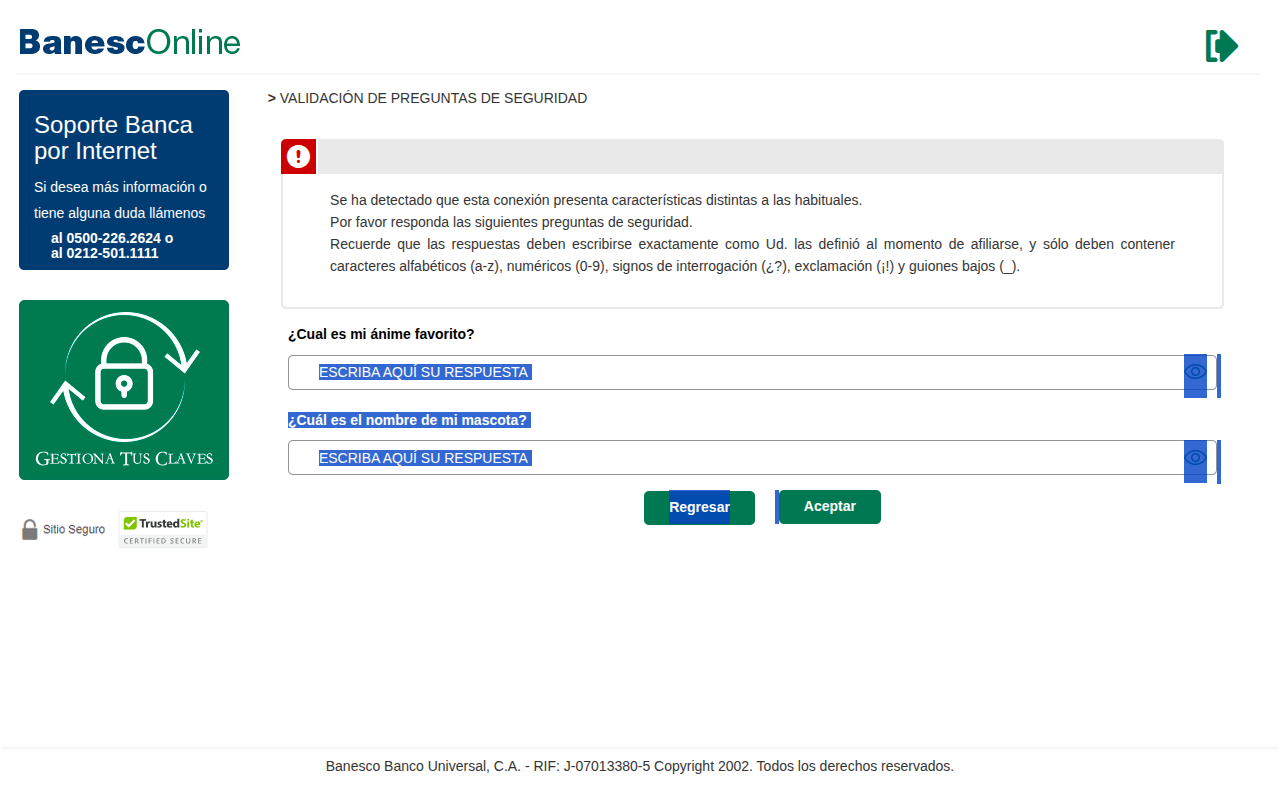 BanescOnline
> VALIDACIÓN DE PREGUNTAS DE SEGURIDAD
Soporte Banca
por Internet
Si desea más información o
tiene alguna duda llámenos
al 0500-226.2624 o
al 0212-501.1111
Se ha detectado que esta conexión presenta características distintas a las habituales.
Por favor responda las siguientes preguntas de seguridad.
Recuerde que las respuestas deben escribirse exactamente como Ud. las definió al momento de afiliarse, y sólo deben contener
caracteres alfabéticos (a-z), numéricos (0-9), signos de interrogación (¿?), exclamación (¡!) y guiones bajos (_).
¿Cual es mi ánime favorito?
ESCRIBA AQUÍ SU RESPUESTA
¿Cuál es el nombre de mi mascota?
ESCRIBA AQUÍ SU RESPUESTA
Regresar
Aceptar
GESTIONA TUS CLAVES
Sitio Seguro
TrustedSite
CERTIFIED SECURE
Banesco Banco Universal, C.A. - RIF: J-07013380-5 Copyright 2002. Todos los derechos reservados.